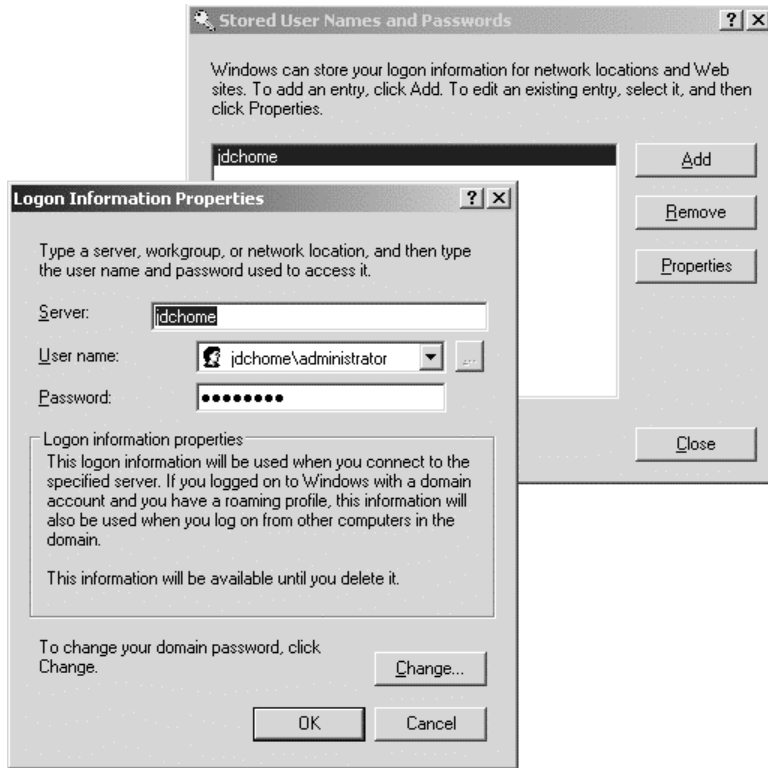 Stored User Names and Passwords
Windows can store your logon information for network locations and Web
sites. To add an entry, click Add. To edit an existing entry, select it, and then
click Properties.
jdchome
Add
Remove
Properties
Close
Logon Information Properties
Type a server, workgroup, or network location, and then type
the user name and password used to access it.
Server: jdchome
User name: jdchome\administrator ...
Password: ●●●●●●●●
Logon information properties
This logon information will be used when you connect to the
specified server. If you logged on to Windows with a domain
account and you have a roaming profile, this information will
also be used when you log on from other computers in the
domain.
This information will be available until you delete it.
To change your domain password, click
Change.
Change...
OK Cancel